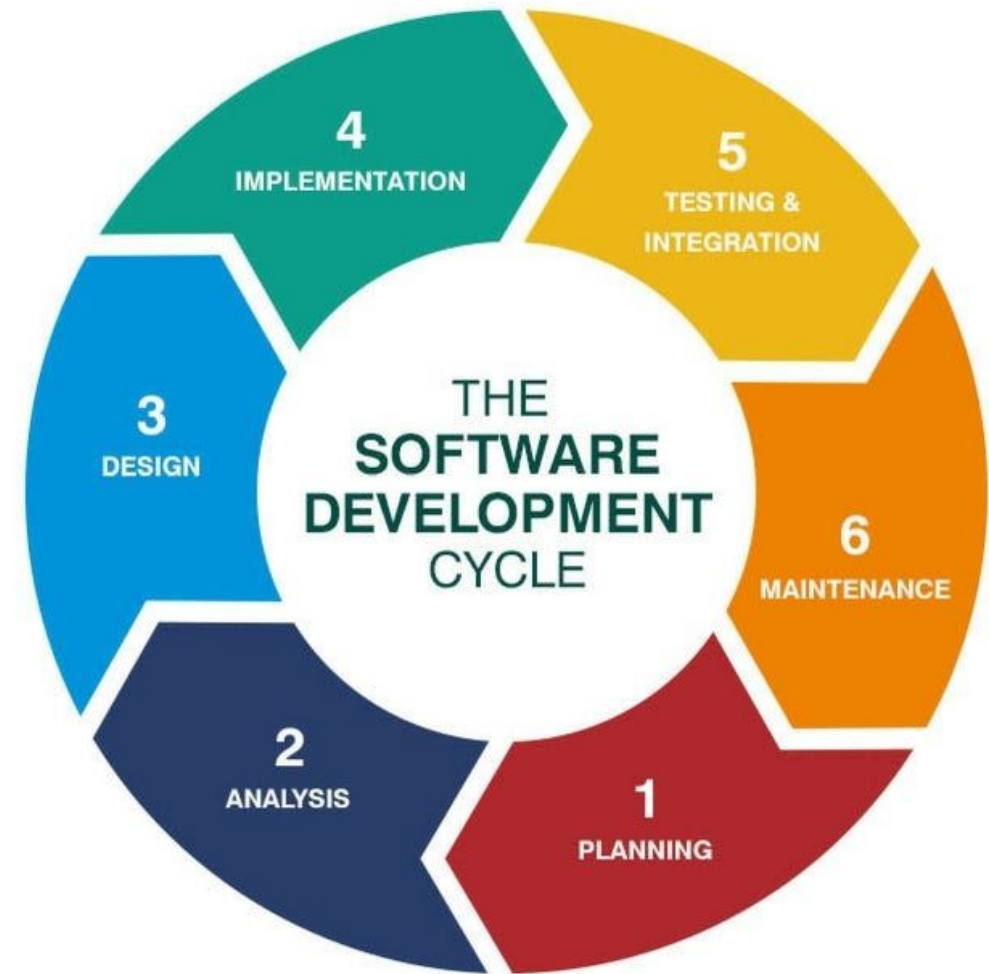 THE
SOFTWARE
DEVELOPMENT
CYCLE
1
PLANNING
2
ANALYSIS
3
DESIGN
4
IMPLEMENTATION
5
TESTING &
INTEGRATION
6
MAINTENANCE